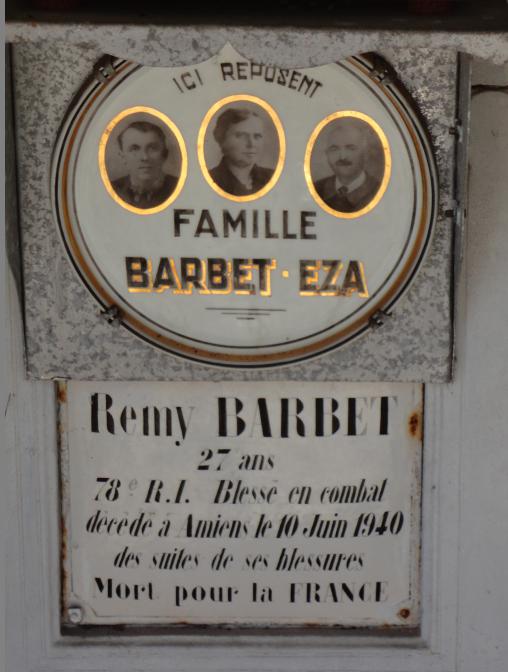 ICI REPOSENT
FAMILLE
BARBET · EZA
Remy BARBET
27 ans
78e R.I. Blessé en combat
décédé à Amiens le 10 Juin 1940
des suites de ses blessures
Mort pour la FRANCE